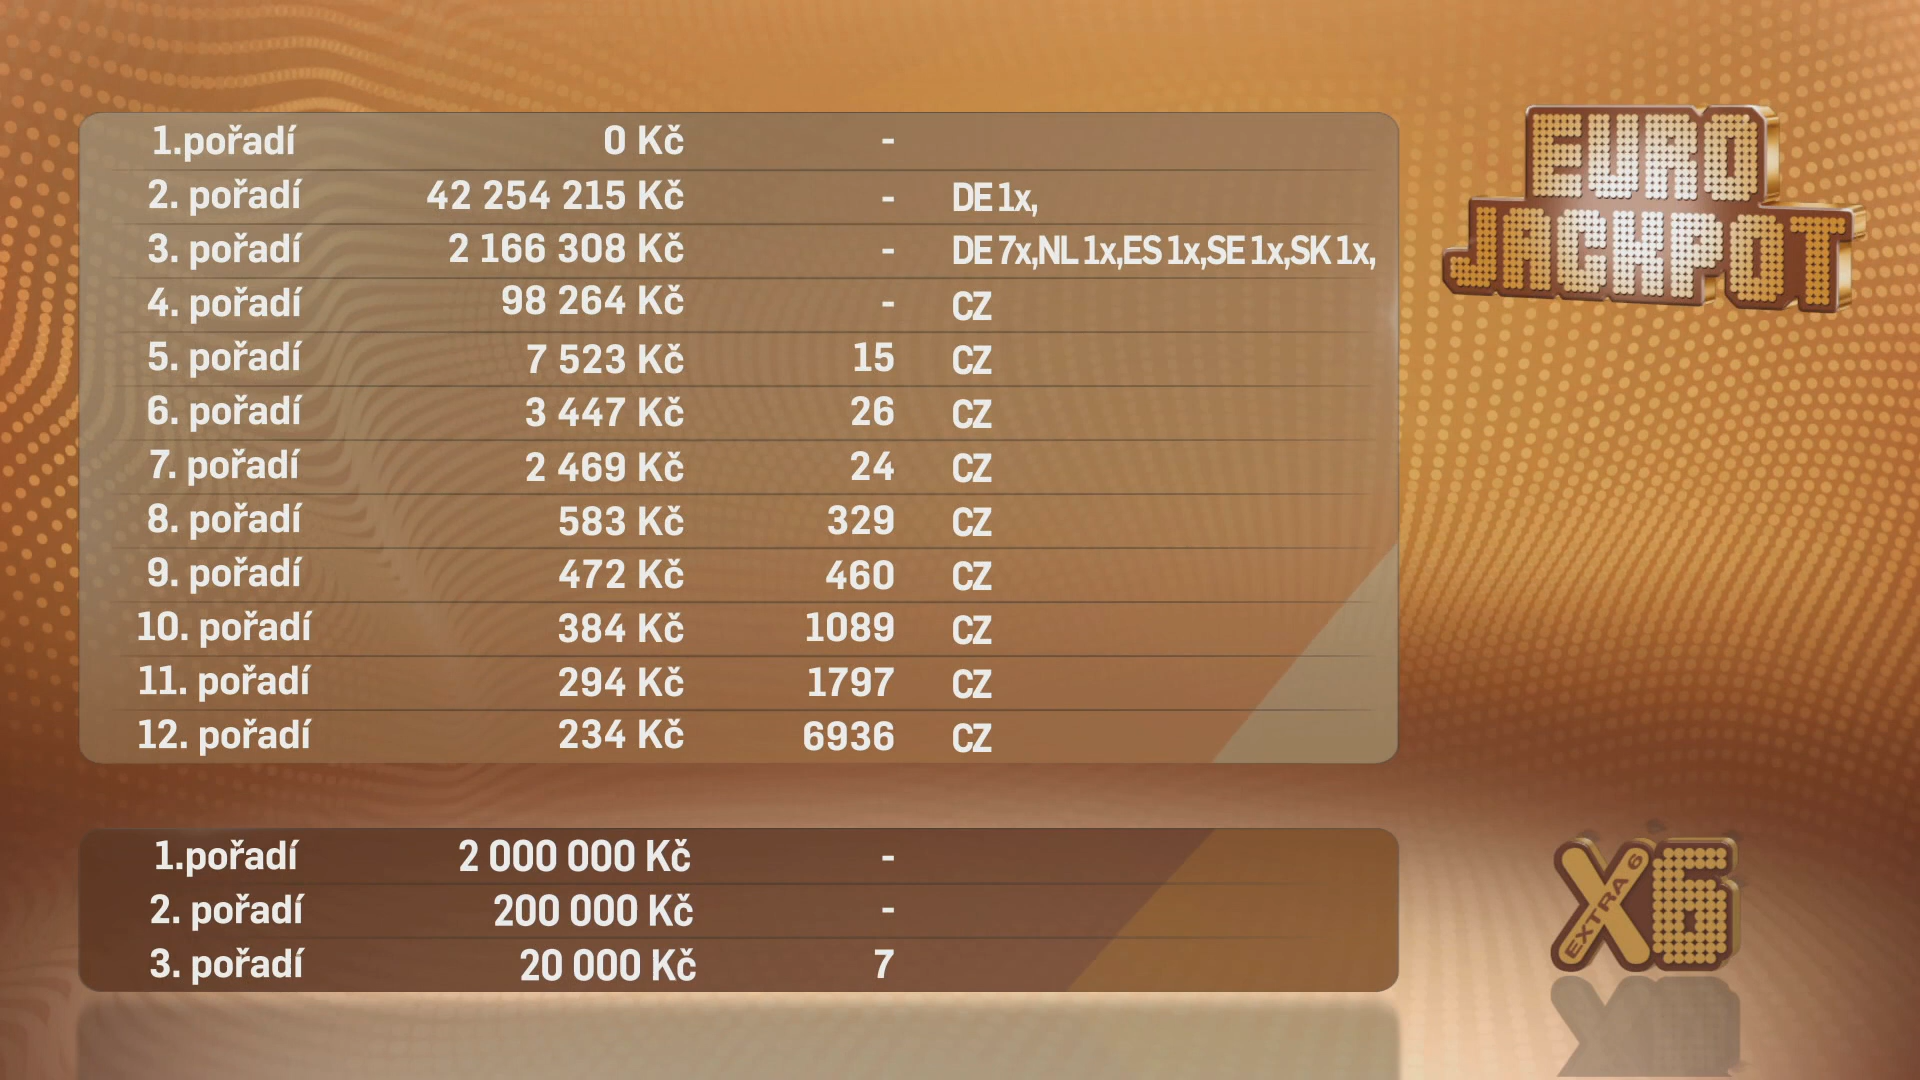 1.pořadí 0 Kč -
2. pořadí 42 254 215 Kč - DE 1x,
3. pořadí 2 166 308 Kč - DE 7x,NL 1x,ES 1x,SE 1x,SK 1x,
4. pořadí 98 264 Kč - CZ
5. pořadí 7 523 Kč 15 CZ
6. pořadí 3 447 Kč 26 CZ
7. pořadí 2 469 Kč 24 CZ
8. pořadí 583 Kč 329 CZ
9. pořadí 472 Kč 460 CZ
10. pořadí 384 Kč 1089 CZ
11. pořadí 294 Kč 1797 CZ
12. pořadí 234 Kč 6936 CZ
EURO
JACKPOT
1.pořadí 2 000 000 Kč -
2. pořadí 200 000 Kč -
3. pořadí 20 000 Kč 7
X6
EXTRA 6